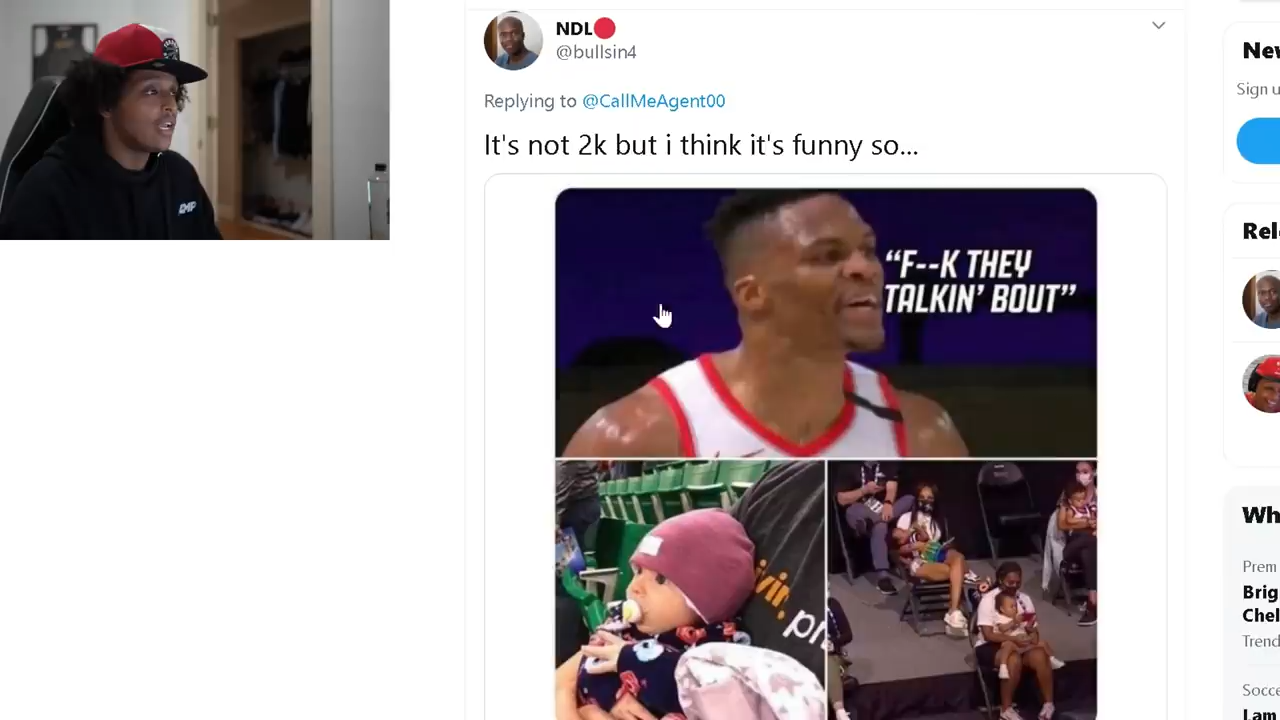 NDL
@bullsin4
Replying to @CallMeAgent00
It's not 2k but i think it's funny so...
"F--K THEY
TALKIN' BOUT"
New
Sign u
Rel
Wh
Prem
Brig
Chel
Trend
Socce
Lam